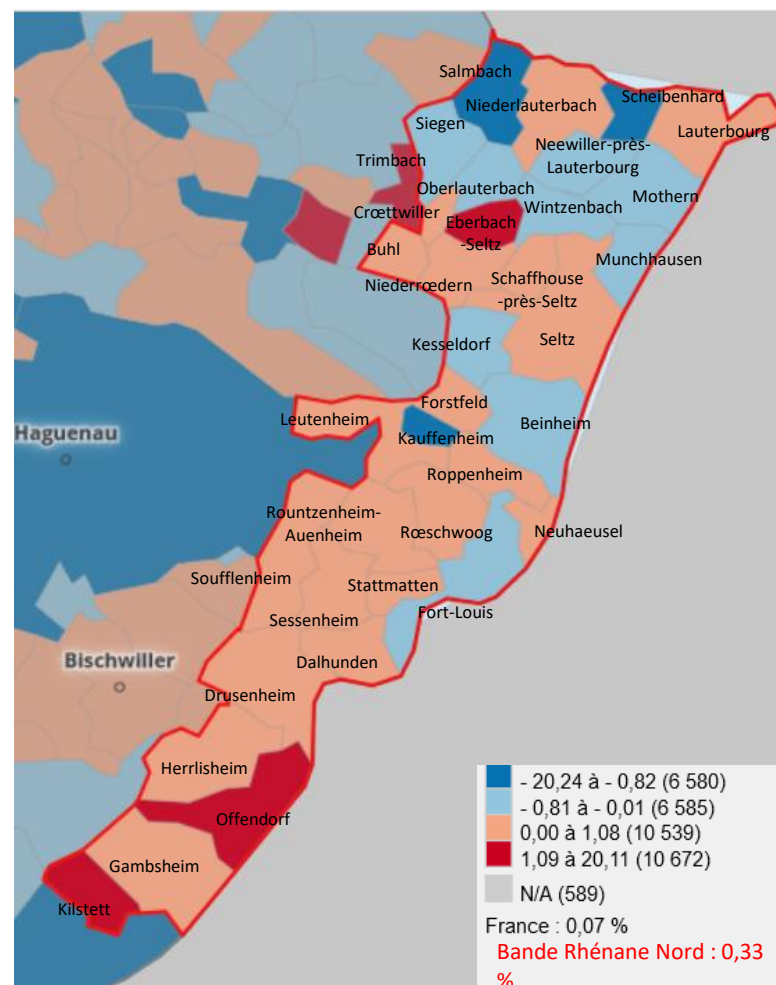 Salmbach
Scheibenhard
Niederlauterbach
Siegen
Lauterbourg
Neewiller-près-
Lauterbourg
Trimbach
Oberlauterbach
Mothern
Crœttwiller
Wintzenbach
Eberbach
-Seltz
Buhl
Munchhausen
Niederrœdern
Schaffhouse
-près-Seltz
Kesseldorf
Seltz
Forstfeld
Leutenheim
Beinheim
Haguenau
Kauffenheim
Roppenheim
Rountzenheim-
Auenheim
Rœschwoog
Neuhaeusel
Soufflenheim
Stattmatten
Fort-Louis
Sessenheim
Bischwiller
Dalhunden
Drusenheim
Herrlisheim
Offendorf
Gambsheim
Kilstett
- 20,24 à - 0,82 (6 580)
- 0,81 à - 0,01 (6 585)
0,00 à 1,08 (10 539)
1,09 à 20,11 (10 672)
N/A (589)
France : 0,07 %
Bande Rhénane Nord : 0,33
%